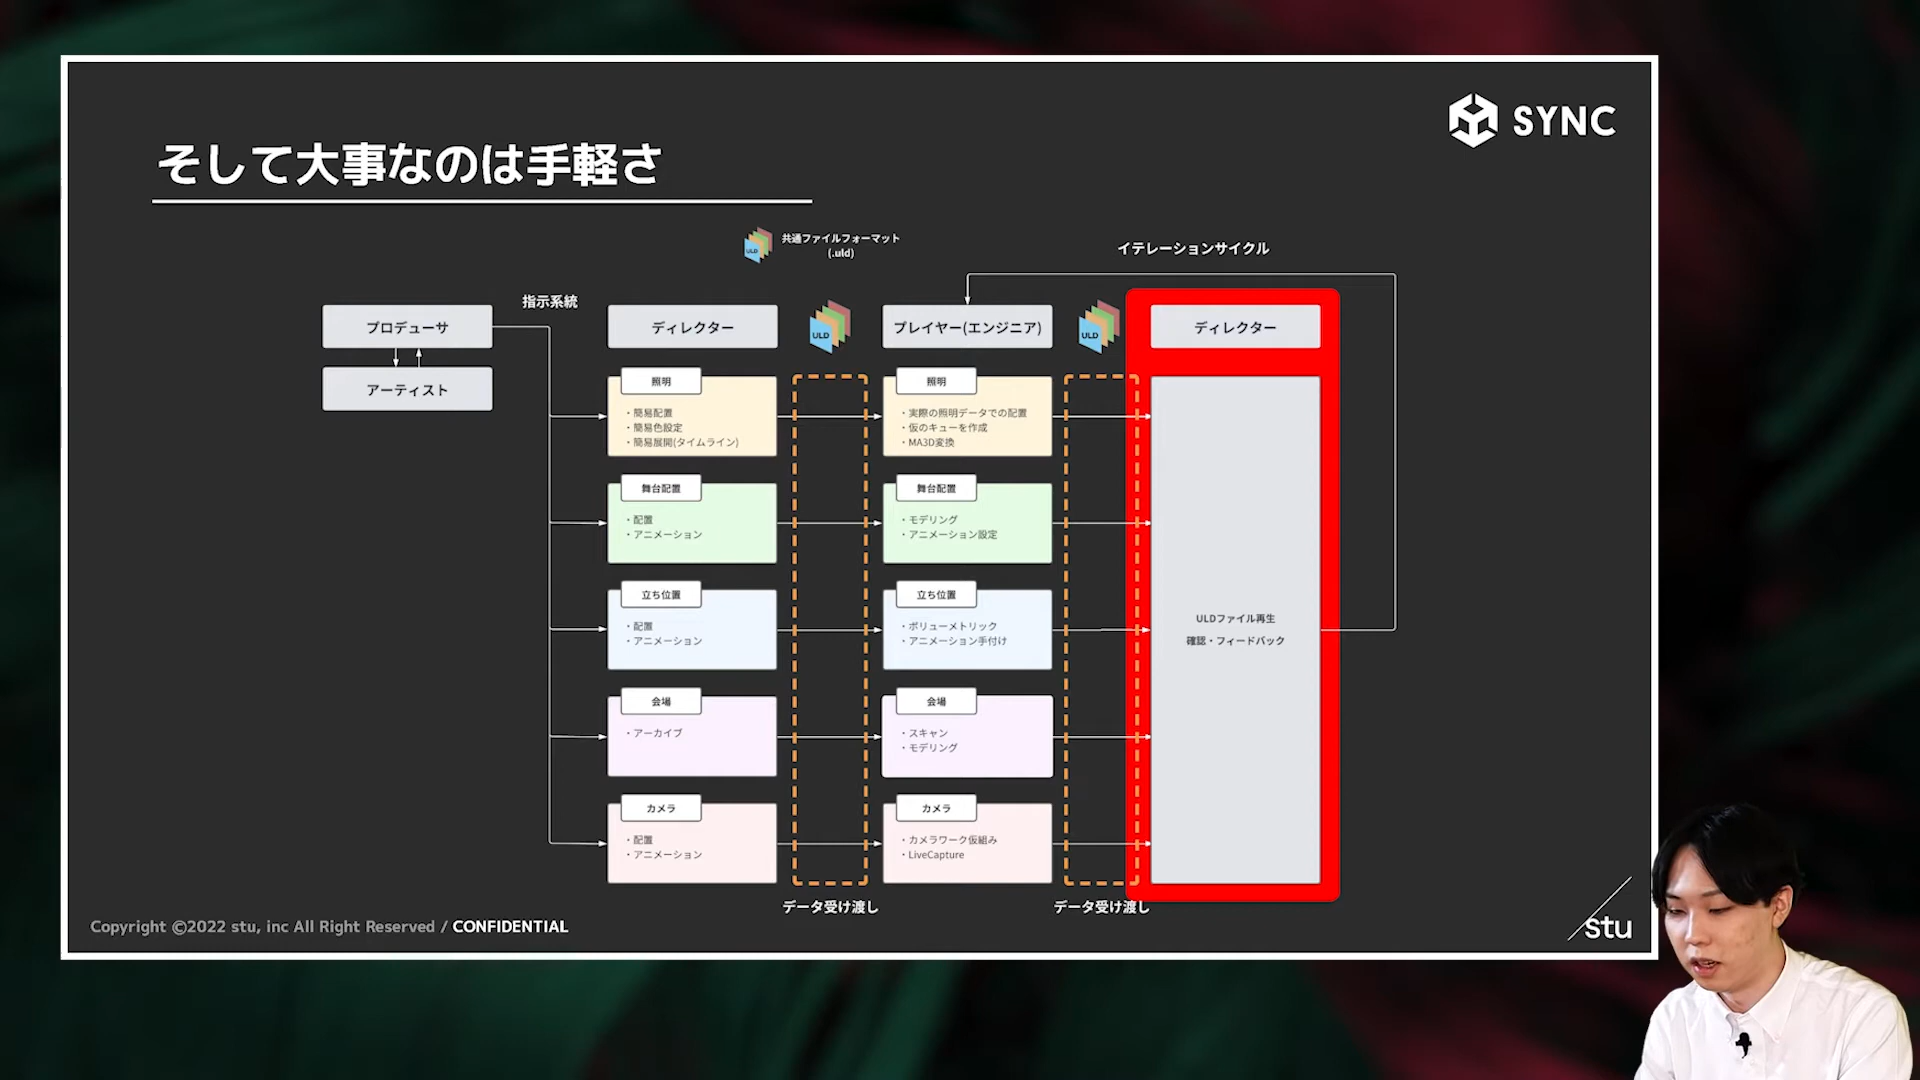 SYNC
そして大事なのは手軽さ
ULD
共通ファイルフォーマット
(.uld)
イテレーションサイクル
指示系統
プロデューサ
アーティスト
ディレクター
ULD
プレイヤー(エンジニア)
ULD
ディレクター
照明
・簡易配置
・簡易色設定
・簡易展開(タイムライン)
照明
・実際の照明データでの配置
・仮のキューを作成
・MA3D変換
舞台配置
・配置
・アニメーション
舞台配置
・モデリング
・アニメーション設定
立ち位置
・配置
・アニメーション
立ち位置
・ボリューメトリック
・アニメーション手付け
ULDファイル再生
確認・フィードバック
会場
・アーカイブ
会場
・スキャン
・モデリング
カメラ
・配置
・アニメーション
カメラ
・カメラワーク仮組み
・LiveCapture
データ受け渡し
データ受け渡し
Copyright ©2022 stu, inc All Right Reserved / CONFIDENTIAL
stu